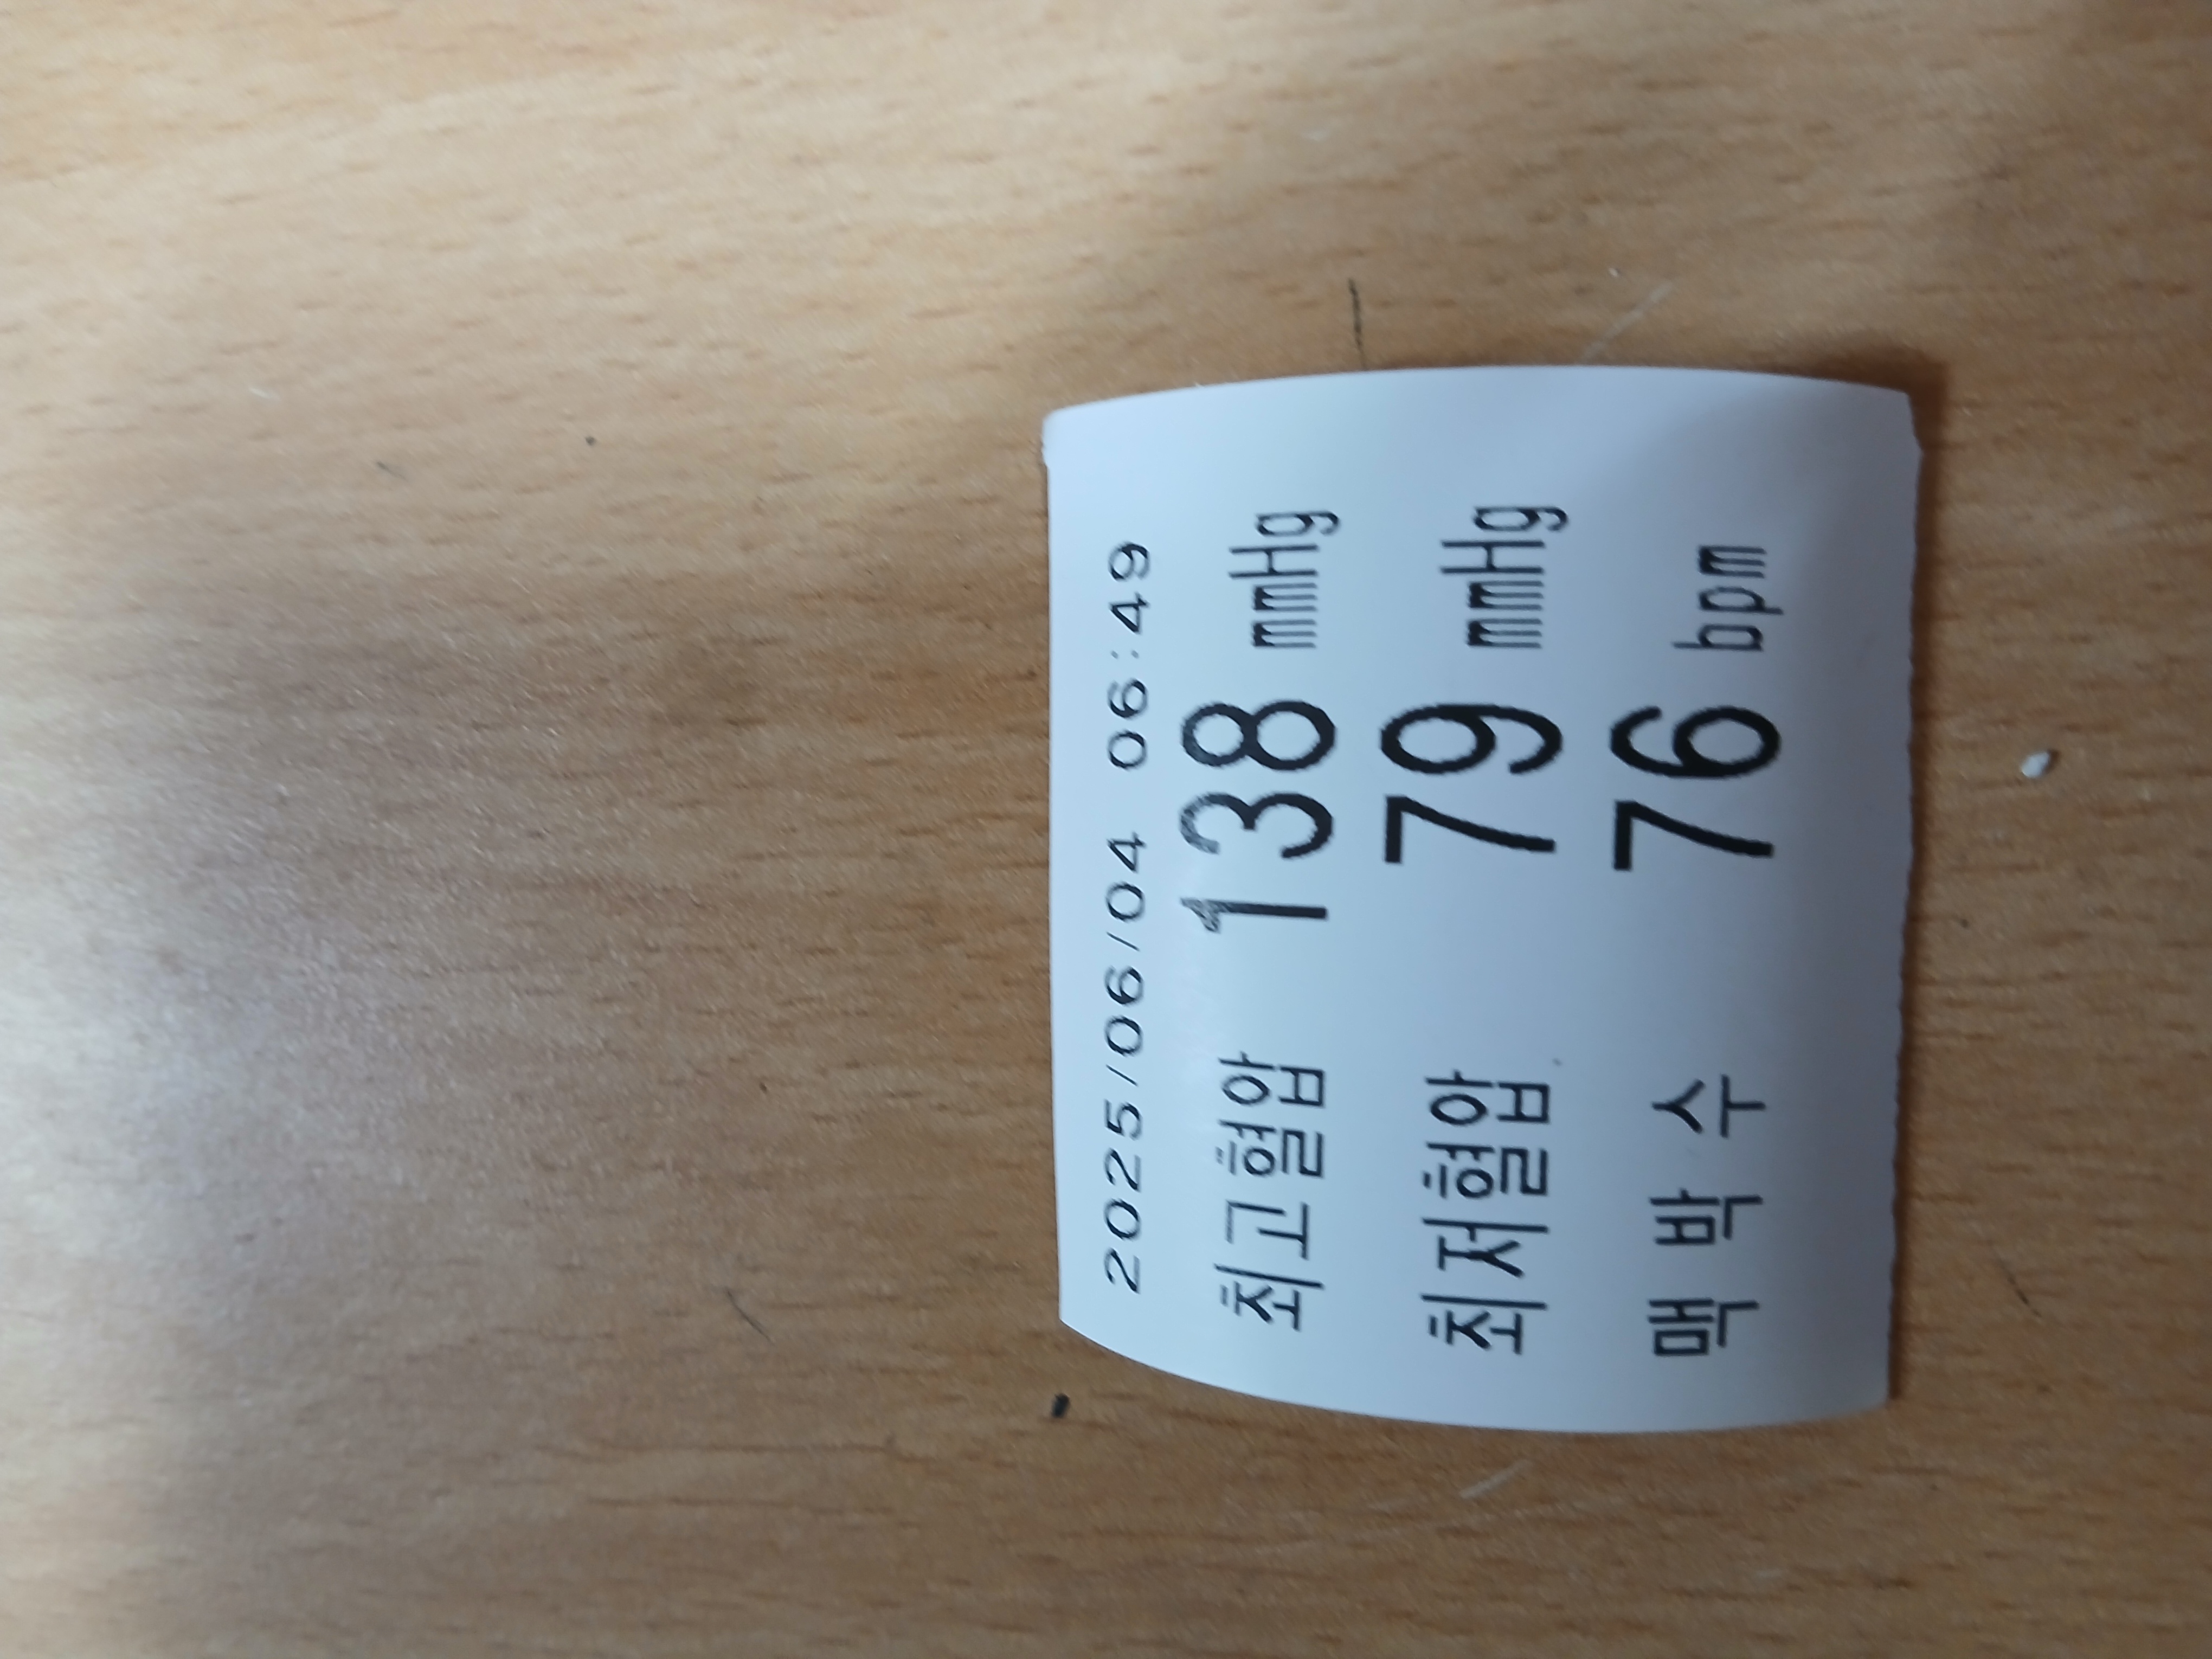 2025/06/04 06:49
최고혈압 138 mmHg
최저혈압 79 mmHg
맥 박 수 76 bpm